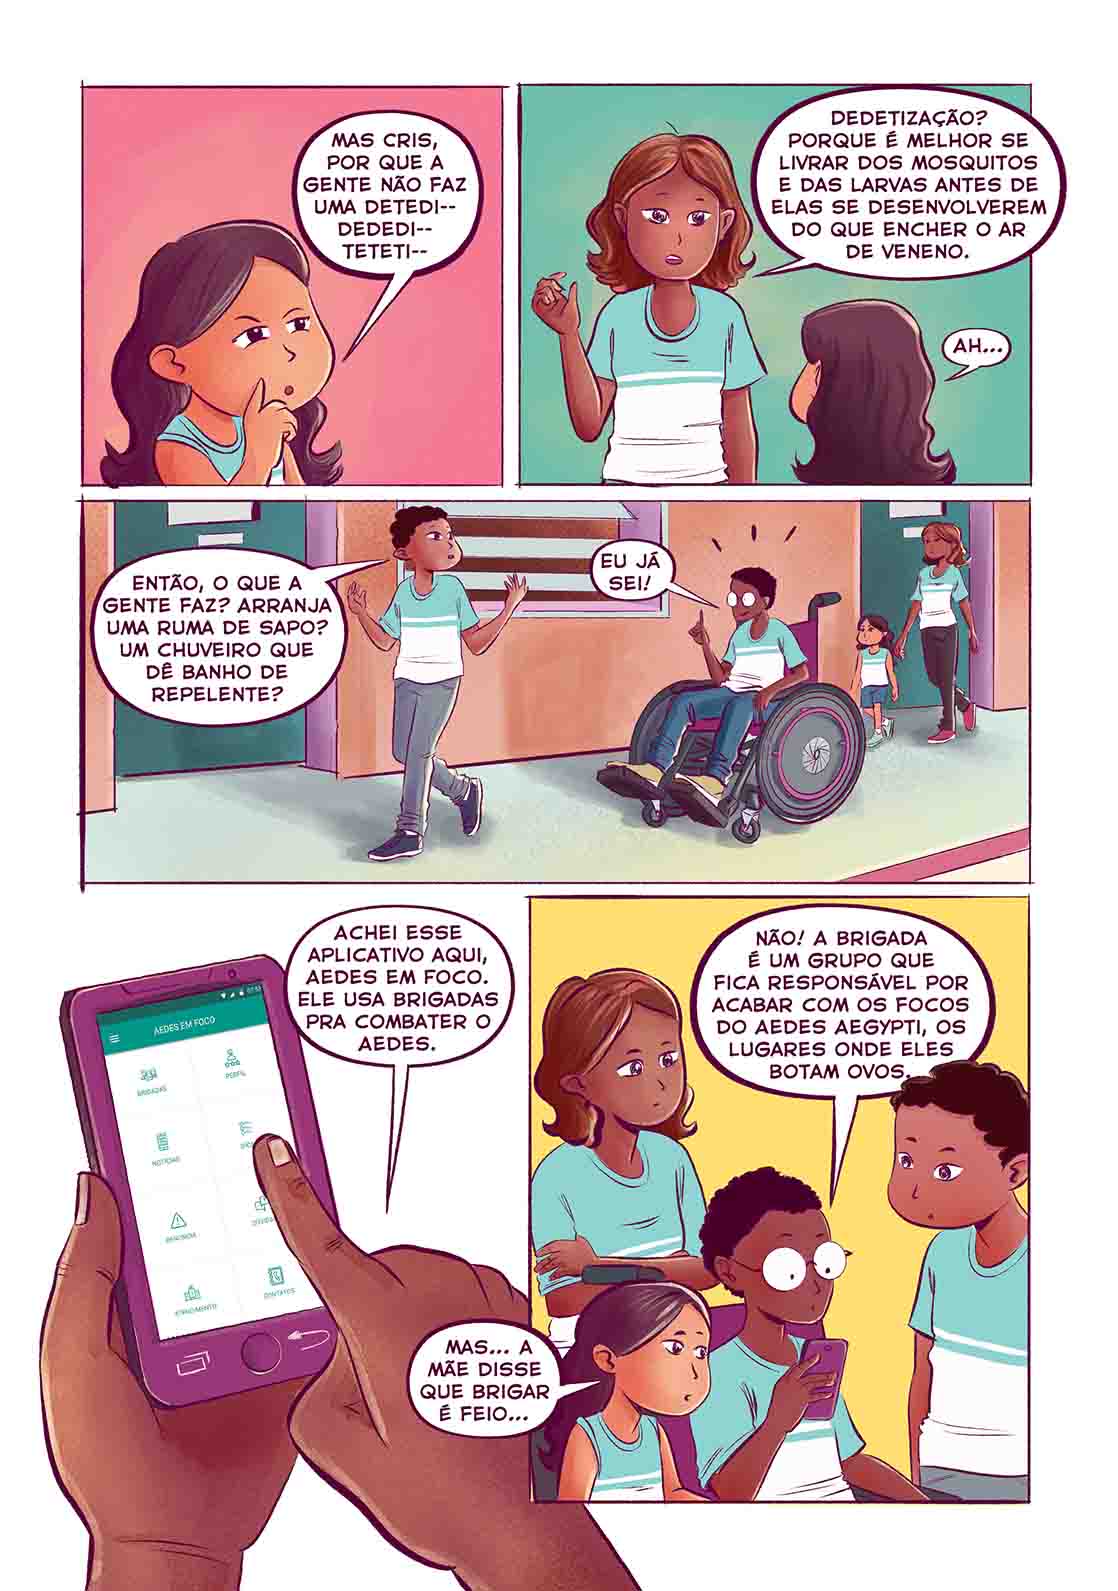 MAS CRIS,
POR QUE A
GENTE NÃO FAZ
UMA DETEDI--
DEDEDI--
TETETI--
DEDETIZAÇÃO?
PORQUE É MELHOR SE
LIVRAR DOS MOSQUITOS
E DAS LARVAS ANTES DE
ELAS SE DESENVOLVEREM
DO QUE ENCHER O AR
DE VENENO.
AH...
ENTÃO, O QUE A
GENTE FAZ? ARRANJA
UMA RUMA DE SAPO?
UM CHUVEIRO QUE
DÊ BANHO DE
REPELENTE?
EU JÁ
SEI!
ACHEI ESSE
APLICATIVO AQUI,
AEDES EM FOCO.
ELE USA BRIGADAS
PRA COMBATER O
AEDES.
AEDES EM FOCO
BRIGADAS
PERFIL
NOTÍCIAS
DENÚNCIA
ATENDIMENTO
CONTATOS
MAS... A
MÃE DISSE
QUE BRIGAR
É FEIO...
NÃO! A BRIGADA
É UM GRUPO QUE
FICA RESPONSÁVEL POR
ACABAR COM OS FOCOS
DO AEDES AEGYPTI, OS
LUGARES ONDE ELES
BOTAM OVOS.